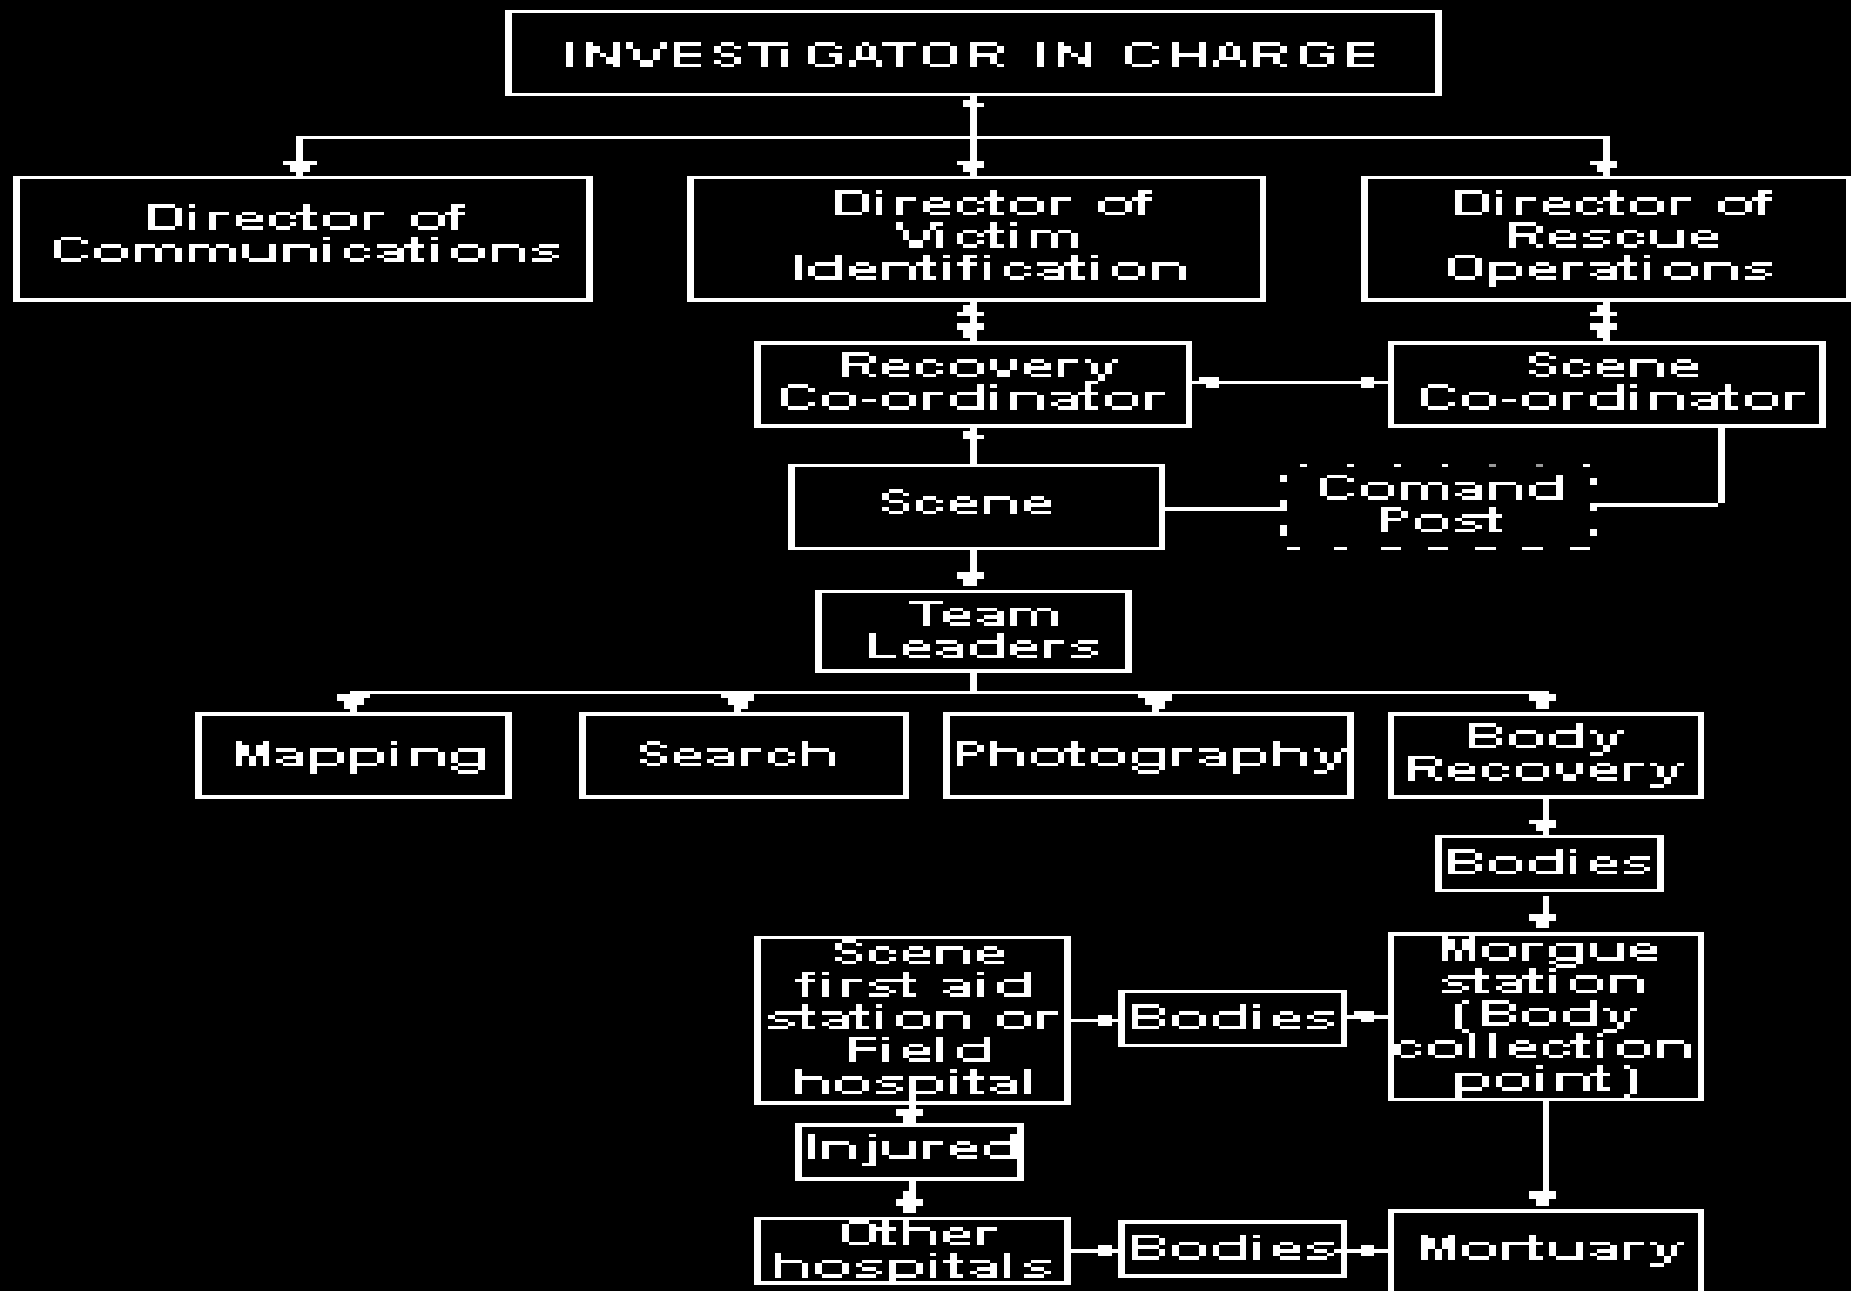 INVESTIGATOR IN CHARGE
Director of
Communications
Director of
Victim
Identification
Director of
Rescue
Operations
Recovery
Co-ordinator
Scene
Co-ordinator
Scene
Comand
Post
Team
Leaders
Mapping
Search
Photography
Body
Recovery
Bodies
Scene
first aid
station or
Field
hospital
Bodies
Morgue
station
(Body
collection
point)
Injured
Other
hospitals
Bodies
Mortuary